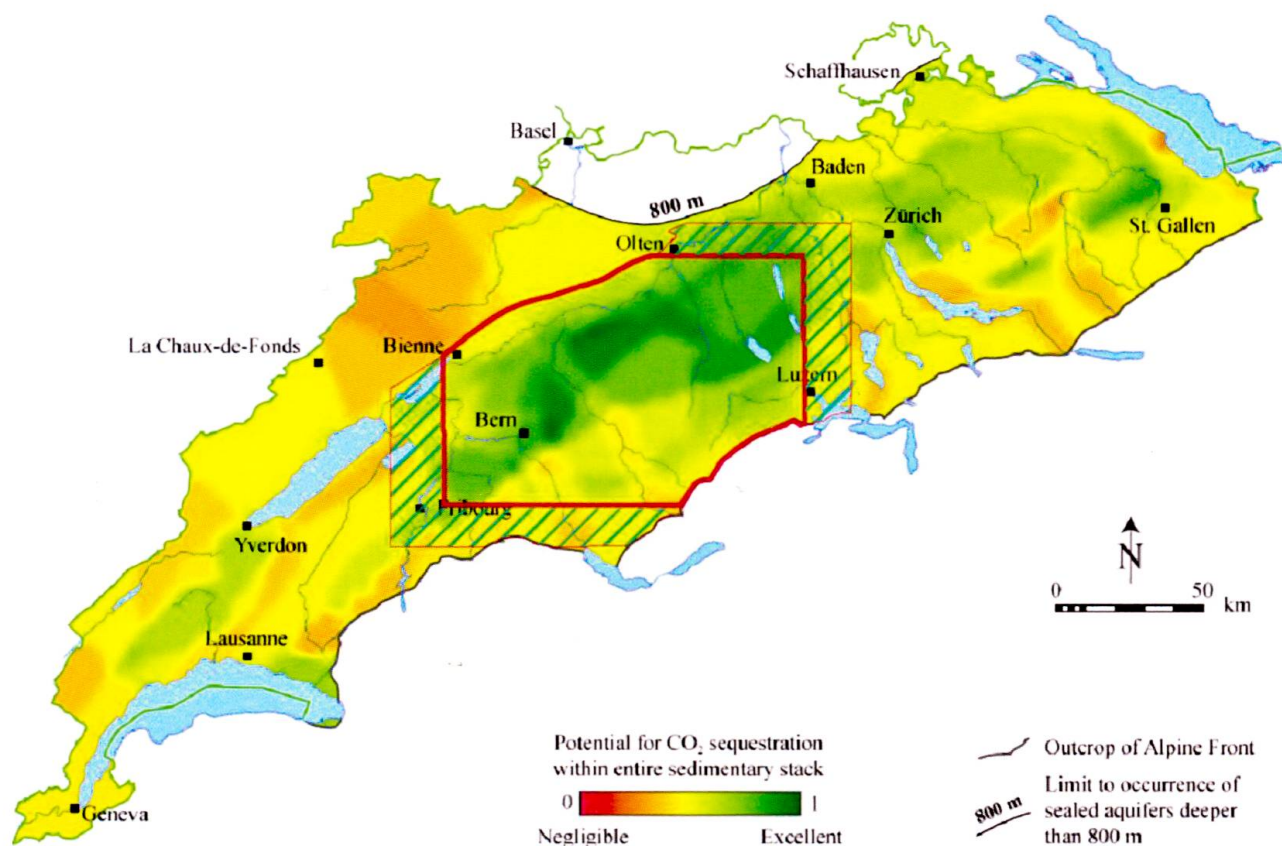 Schaffhausen
Basel
Baden
800 m
Zürich
St. Gallen
Olten
La Chaux-de-Fonds
Bienne
Luzern
Bern
Fribourg
Yverdon
N
0 50
km
Lausanne
Potential for CO₂ sequestration
within entire sedimentary stack
0 1
Negligible Excellent
Outcrop of Alpine Front
800 m
Limit to occurrence of
sealed aquifers deeper
than 800 m
Geneva